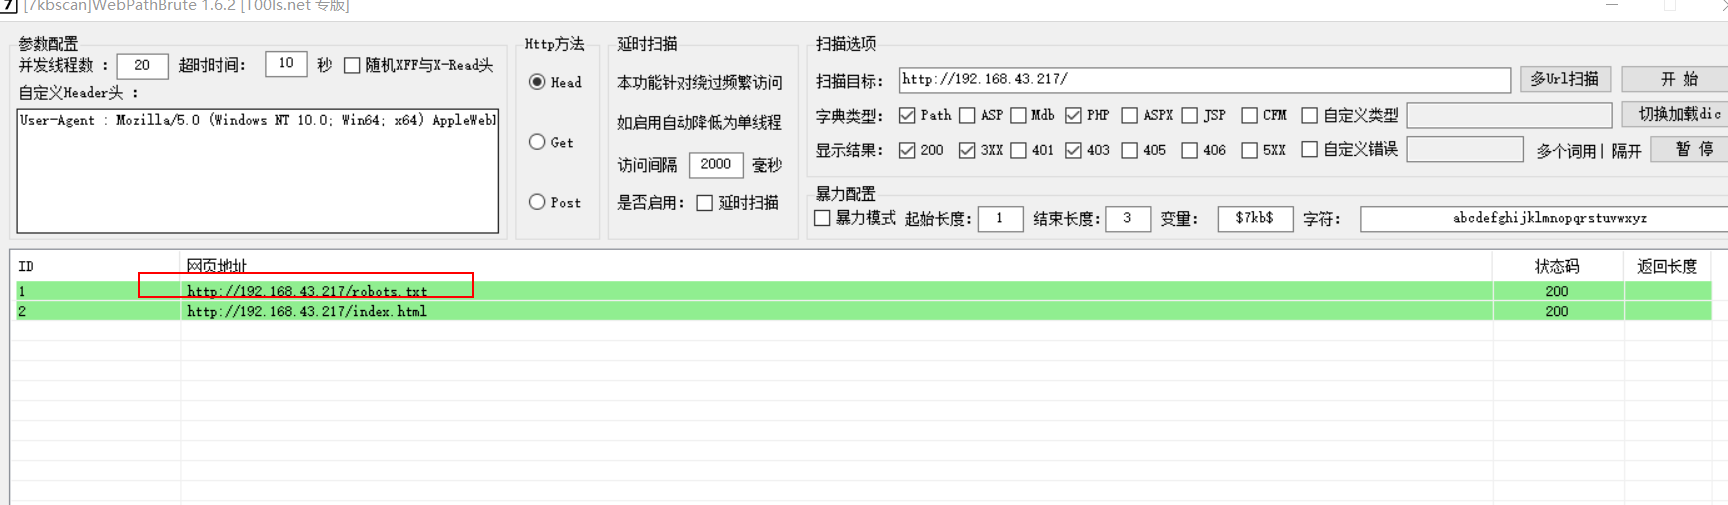 7 [7kbscan]WebPathBrute 1.6.2 [T00ls.net 专版]
参数配置
并发线程数 : 20 超时时间: 10 秒 随机XFF与X-Read头
自定义Header头 :
User-Agent : Mozilla/5.0 (Windows NT 10.0; Win64; x64) AppleWebK
Http方法
Head
Get
Post
延时扫描
本功能针对绕过频繁访问
如启用自动降低为单线程
访问间隔 2000 毫秒
是否启用: 延时扫描
扫描选项
扫描目标: http://192.168.43.217/ 多Url扫描 开 始
字典类型: Path ASP Mdb PHP ASPX JSP CFM 自定义类型 切换加载dic
显示结果: 200 3XX 401 403 405 406 5XX 自定义错误 多个词用| 隔开 暂 停
暴力配置
暴力模式 起始长度: 1 结束长度: 3 变量: $7kb$ 字符: abcdefghijklmnopqrstuvwxyz
ID 网页地址 状态码 返回长度
1 http://192.168.43.217/robots.txt 200
2 http://192.168.43.217/index.html 200